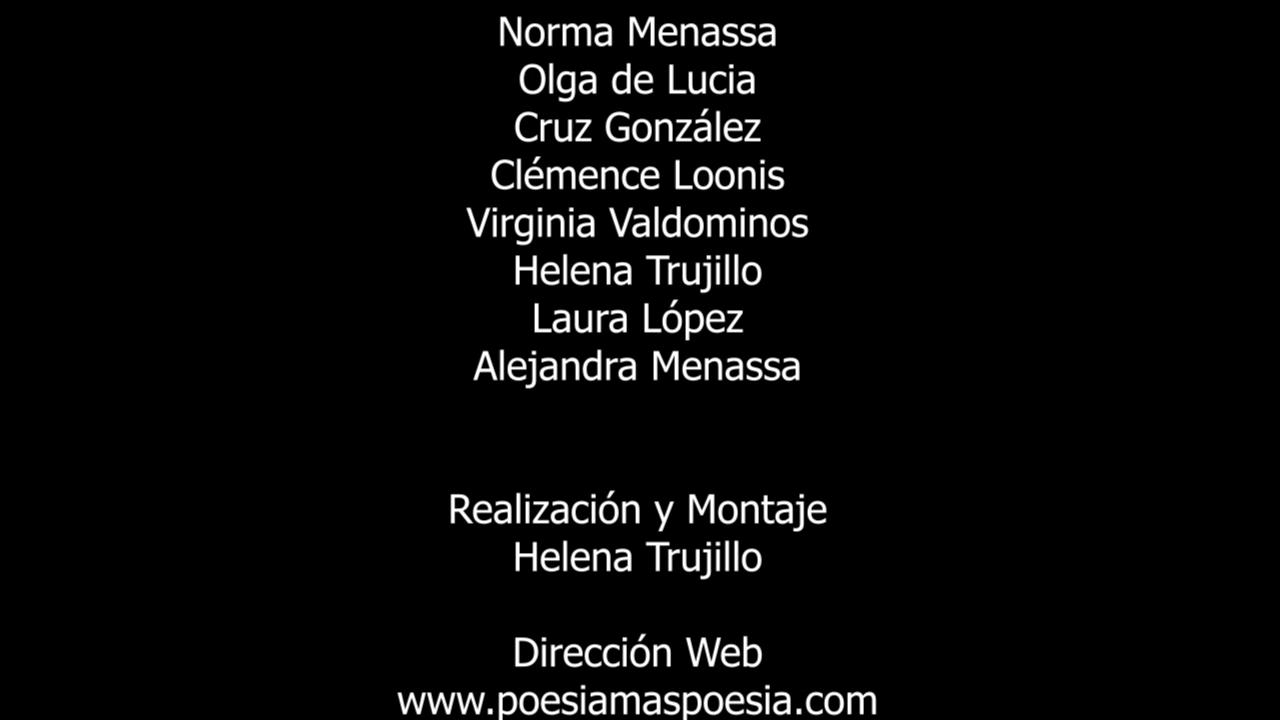 Norma Menassa
Olga de Lucia
Cruz González
Clémence Loonis
Virginia Valdominos
Helena Trujillo
Laura López
Alejandra Menassa
Realización y Montaje
Helena Trujillo
Dirección Web
www.poesiamaspoesia.com